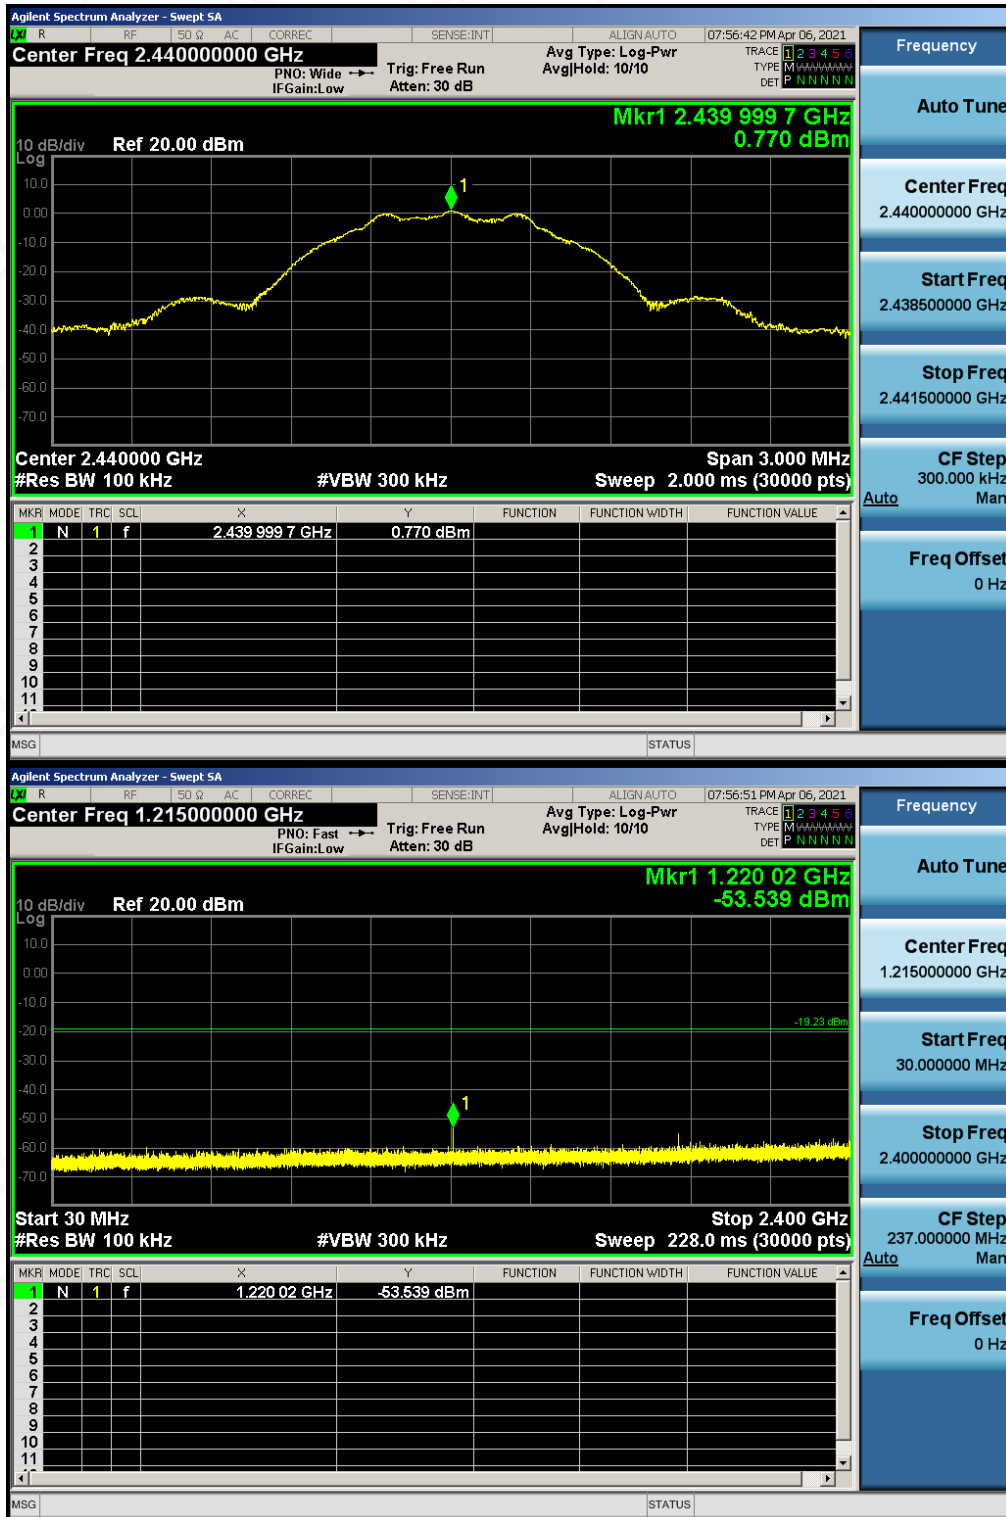 Agilent Spectrum Analyzer - Swept SA
LXI R RF 50 Ω AC CORREC SENSE:INT ALIGN AUTO 07:56:42 PM Apr 06, 2021
Center Freq 2.440000000 GHz
PNO: Wide
IFGain:Low
Trig: Free Run
Atten: 30 dB
Avg Type: Log-Pwr
Avg|Hold: 10/10
TRACE 1 2 3 4 5 6
TYPE M WWWWW
DET P N N N N N
Mkr1 2.439 999 7 GHz
0.770 dBm
10 dB/div Ref 20.00 dBm
Log
10.0
0.00
-10.0
-20.0
-30.0
-40.0
-50.0
-60.0
-70.0
1
Center 2.440000 GHz Span 3.000 MHz
#Res BW 100 kHz #VBW 300 kHz Sweep 2.000 ms (30000 pts)
MKR MODE TRC SCL X Y FUNCTION FUNCTION WIDTH FUNCTION VALUE
1 N 1 f 2.439 999 7 GHz 0.770 dBm
2
3
4
5
6
7
8
9
10
11
MSG STATUS
Frequency
Auto Tune
Center Freq
2.440000000 GHz
Start Freq
2.438500000 GHz
Stop Freq
2.441500000 GHz
CF Step
300.000 kHz
Auto Man
Freq Offset
0 Hz
Agilent Spectrum Analyzer - Swept SA
LXI R RF 50 Ω AC CORREC SENSE:INT ALIGN AUTO 07:56:51 PM Apr 06, 2021
Center Freq 1.215000000 GHz
PNO: Fast
IFGain:Low
Trig: Free Run
Atten: 30 dB
Avg Type: Log-Pwr
Avg|Hold: 10/10
TRACE 1 2 3 4 5 6
TYPE M WWWWW
DET P N N N N N
Mkr1 1.220 02 GHz
-53.539 dBm
10 dB/div Ref 20.00 dBm
Log
10.0
0.00
-10.0
-20.0
-30.0
-40.0
-50.0
-60.0
-70.0
-19.23 dBm
1
Start 30 MHz Stop 2.400 GHz
#Res BW 100 kHz #VBW 300 kHz Sweep 228.0 ms (30000 pts)
MKR MODE TRC SCL X Y FUNCTION FUNCTION WIDTH FUNCTION VALUE
1 N 1 f 1.220 02 GHz -53.539 dBm
2
3
4
5
6
7
8
9
10
11
MSG STATUS
Frequency
Auto Tune
Center Freq
1.215000000 GHz
Start Freq
30.000000 MHz
Stop Freq
2.400000000 GHz
CF Step
237.000000 MHz
Auto Man
Freq Offset
0 Hz